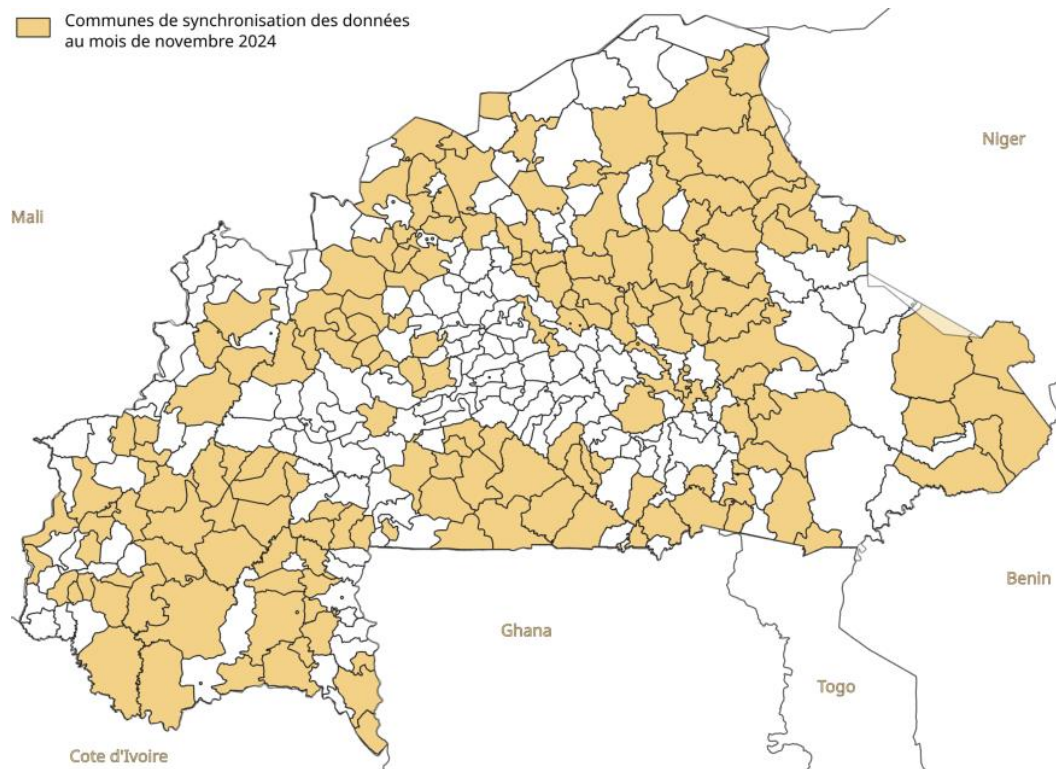 Communes de synchronisation des données
au mois de novembre 2024
Niger
Mali
Benin
Ghana
Togo
Cote d'Ivoire